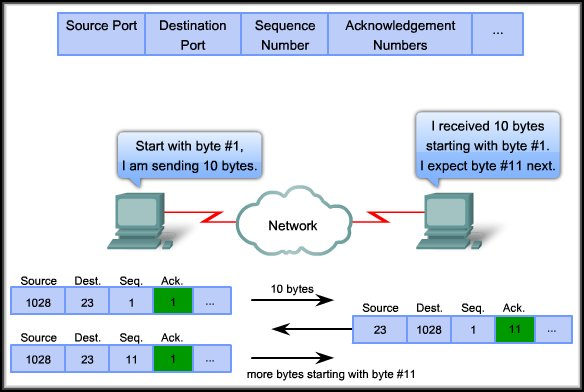 Source Port Destination Port Sequence Number Acknowledgement Numbers ...
Start with byte #1,
I am sending 10 bytes.
I received 10 bytes
starting with byte #1.
I expect byte #11 next.
Network
Source Dest. Seq. Ack.
1028 23 1 1 ...
10 bytes
Source Dest. Seq. Ack.
23 1028 1 11 ...
Source Dest. Seq. Ack.
1028 23 11 1 ...
more bytes starting with byte #11